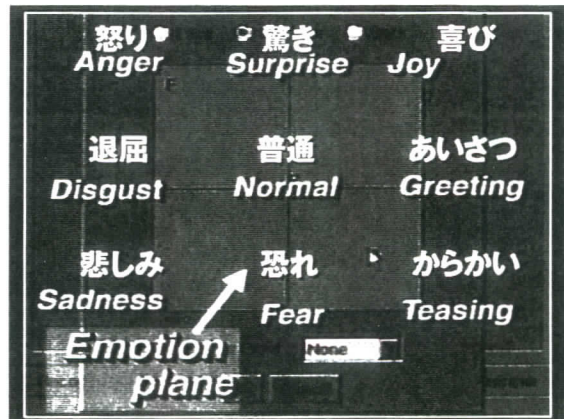 怒り 驚き 喜び
Anger Surprise Joy
退屈 普通 あいさつ
Disgust Normal Greeting
悲しみ 恐れ からかい
Sadness Fear Teasing
Emotion
plane
None